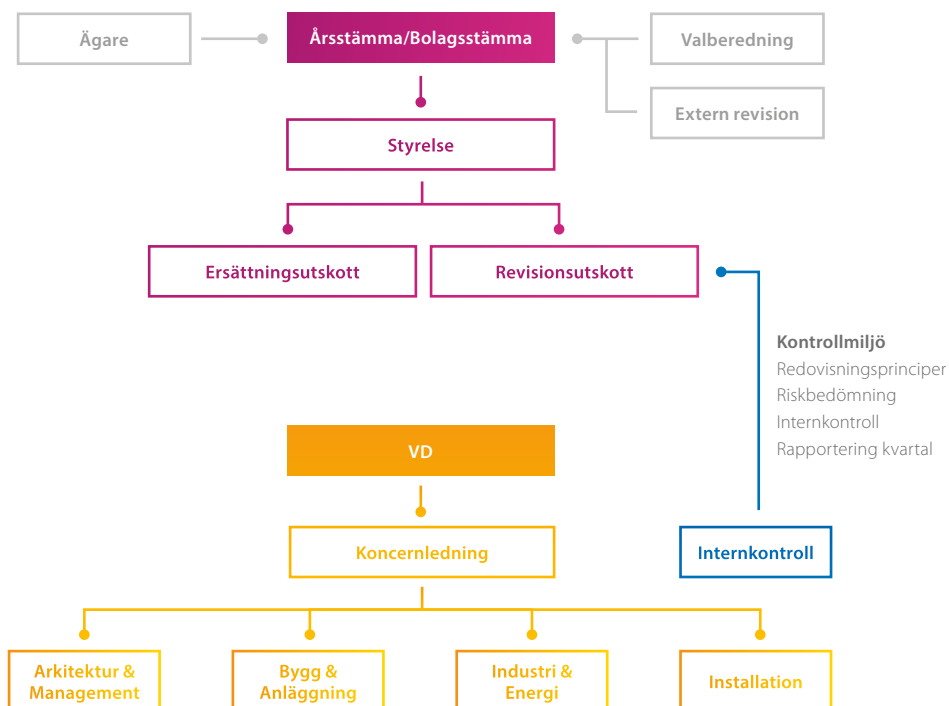 Ägare
Årsstämma/Bolagsstämma
Valberedning
Extern revision
Styrelse
Ersättningsutskott
Revisionsutskott
Kontrollmiljö
Redovisningsprinciper
Riskbedömning
Internkontroll
Rapportering kvartal
VD
Koncernledning
Internkontroll
Arkitektur &
Management
Bygg &
Anläggning
Industri &
Energi
Installation